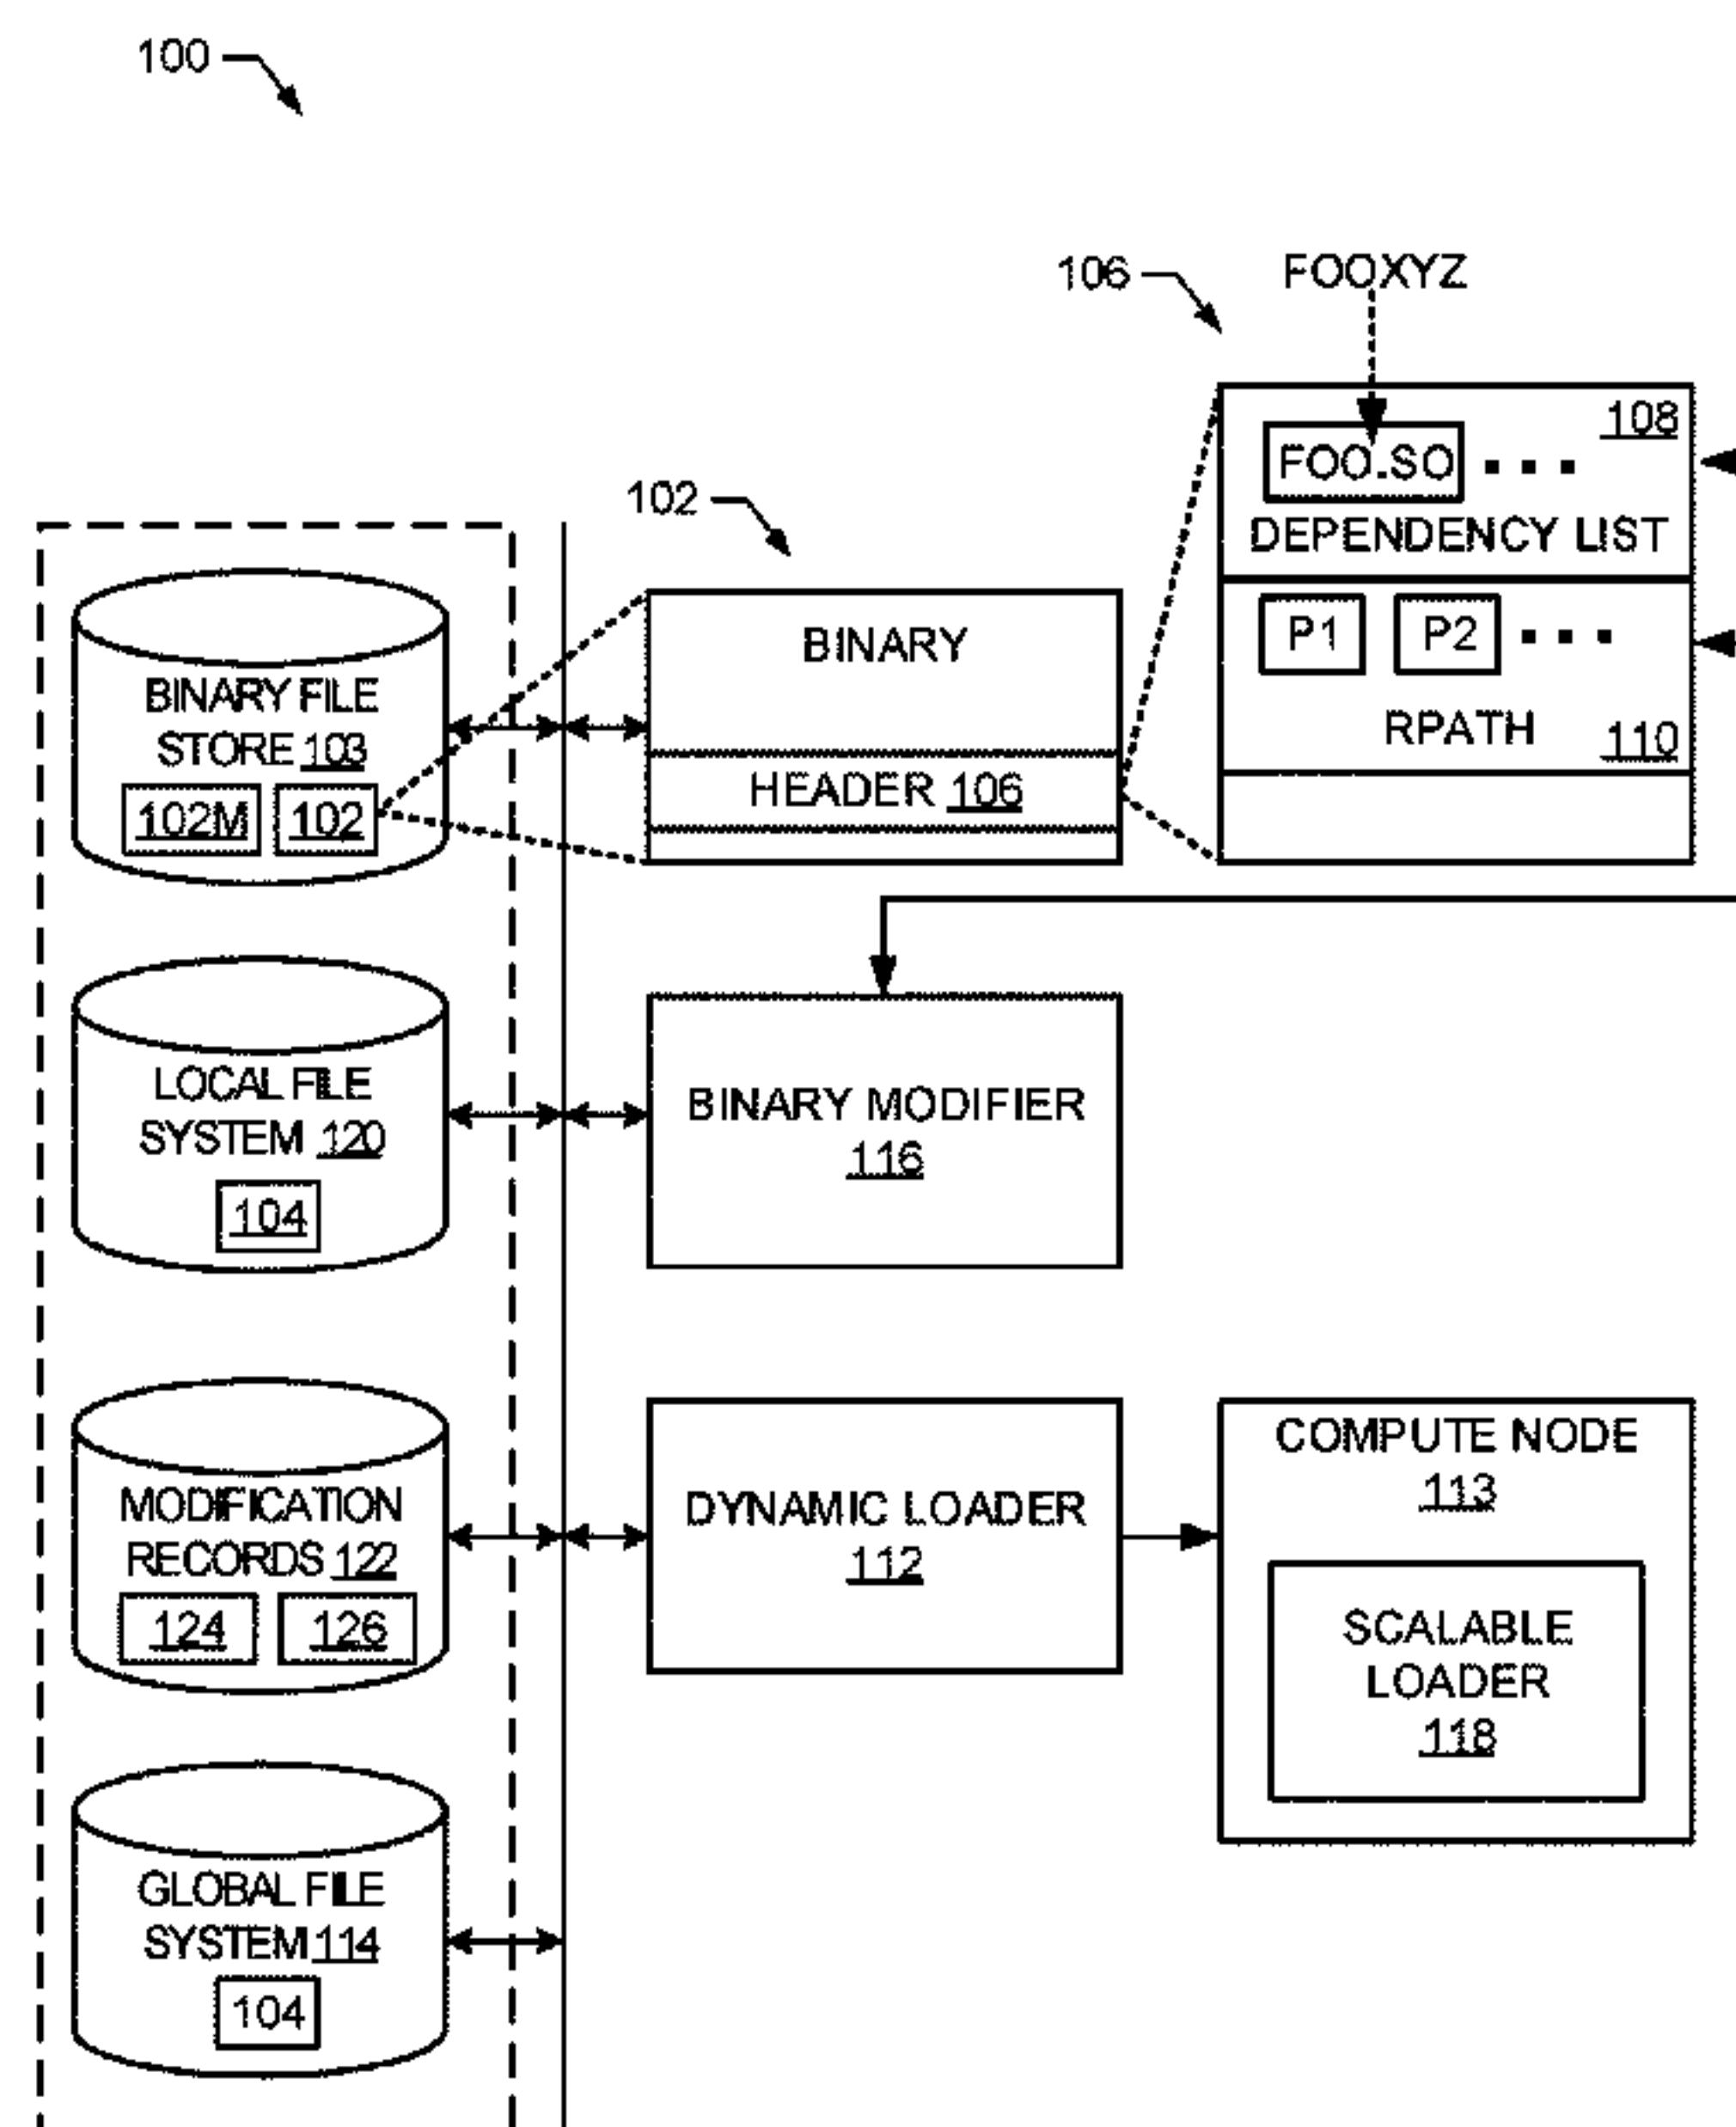 100
106
FOOXYZ
108
FOO.SO
DEPENDENCY LIST
P1 P2
RPATH
110
102
BINARY
HEADER 106
BINARY FILE
STORE 103
102M 102
LOCAL FILE
SYSTEM 120
104
BINARY MODIFIER
116
MODIFICATION
RECORDS 122
124 126
DYNAMIC LOADER
112
COMPUTE NODE
113
SCALABLE
LOADER
118
GLOBAL FILE
SYSTEM 114
104